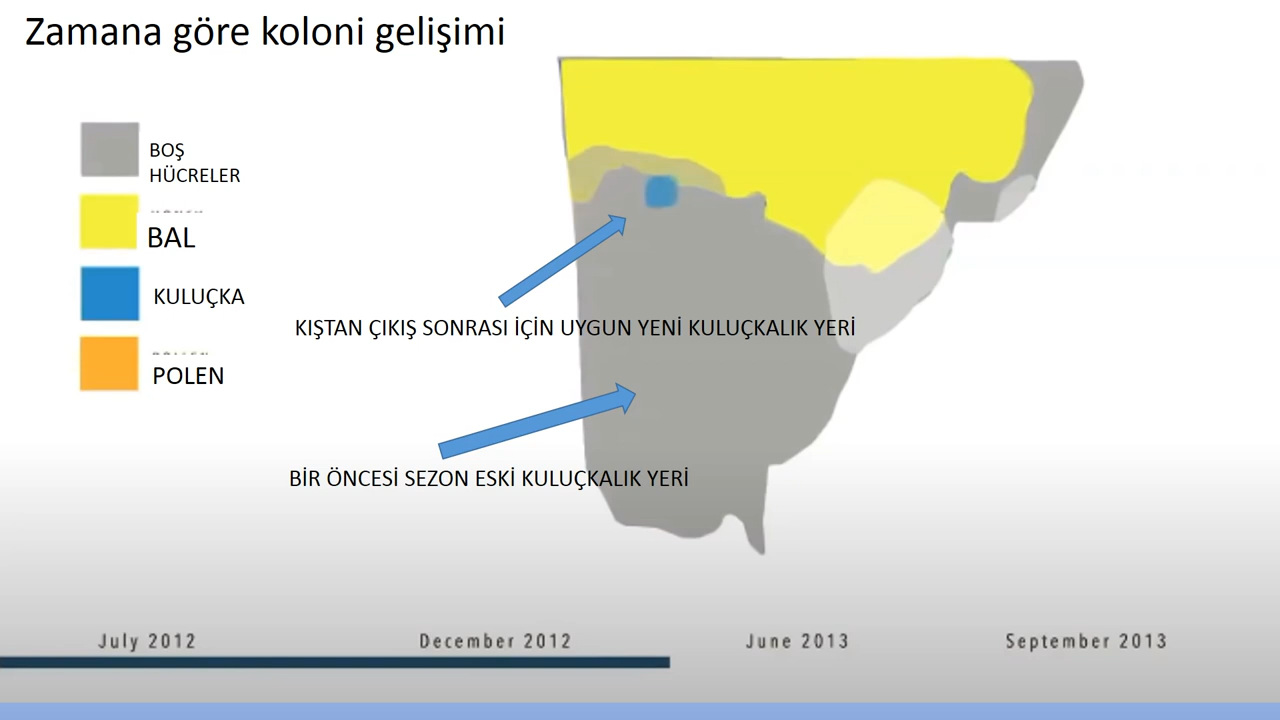 Zamana göre koloni gelişimi
BOŞ
HÜCRELER
BAL
KULUÇKA
POLEN
KIŞTAN ÇIKIŞ SONRASI İÇİN UYGUN YENİ KULUÇKALIK YERİ
BİR ÖNCESİ SEZON ESKİ KULUÇKALIK YERİ
July 2012
December 2012
June 2013
September 2013